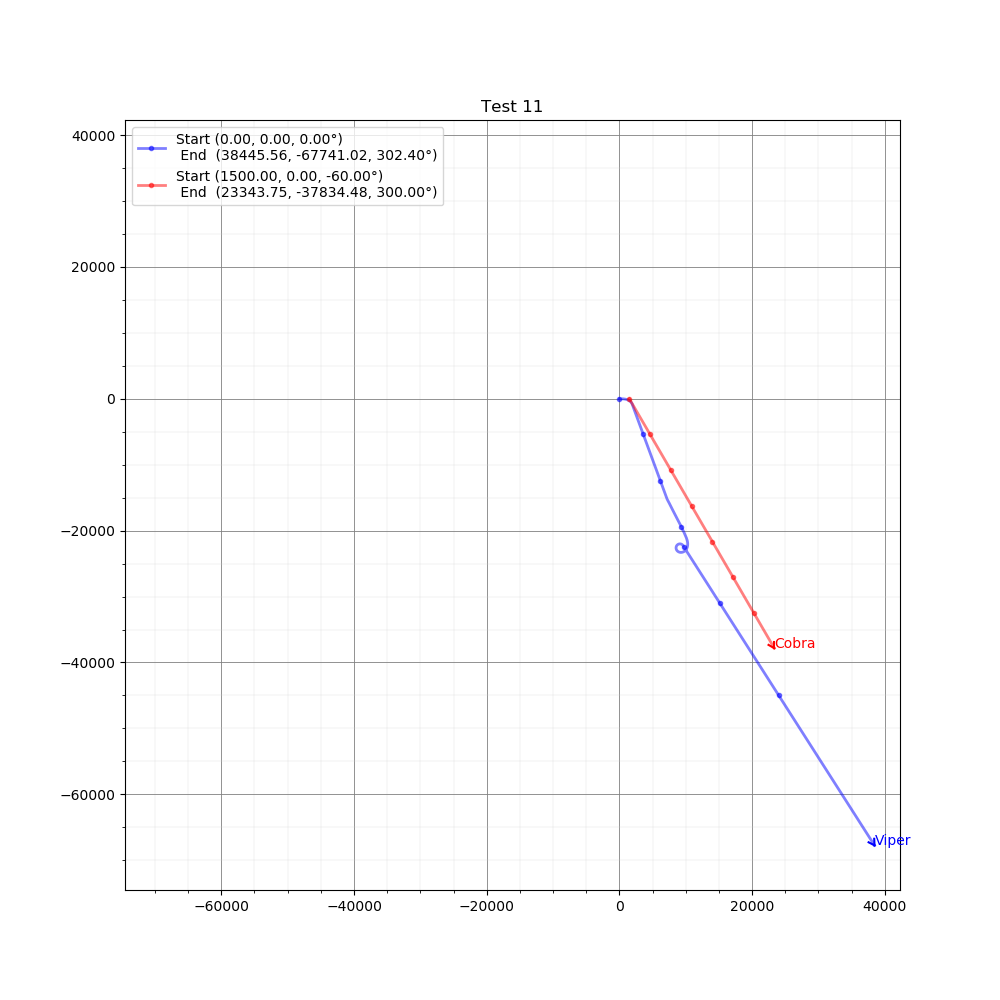 Test 11
Start (0.00, 0.00, 0.00°)
End (38445.56, -67741.02, 302.40°)
Start (1500.00, 0.00, -60.00°)
End (23343.75, -37834.48, 300.00°)
40000
20000
0
−20000
−40000
−60000
Cobra
Viper
−60000
−40000
−20000
0
20000
40000